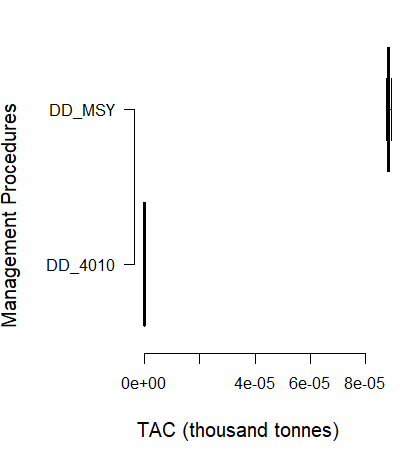 Management Procedures
DD_MSY
DD_4010
0e+00 4e-05 6e-05 8e-05
TAC (thousand tonnes)